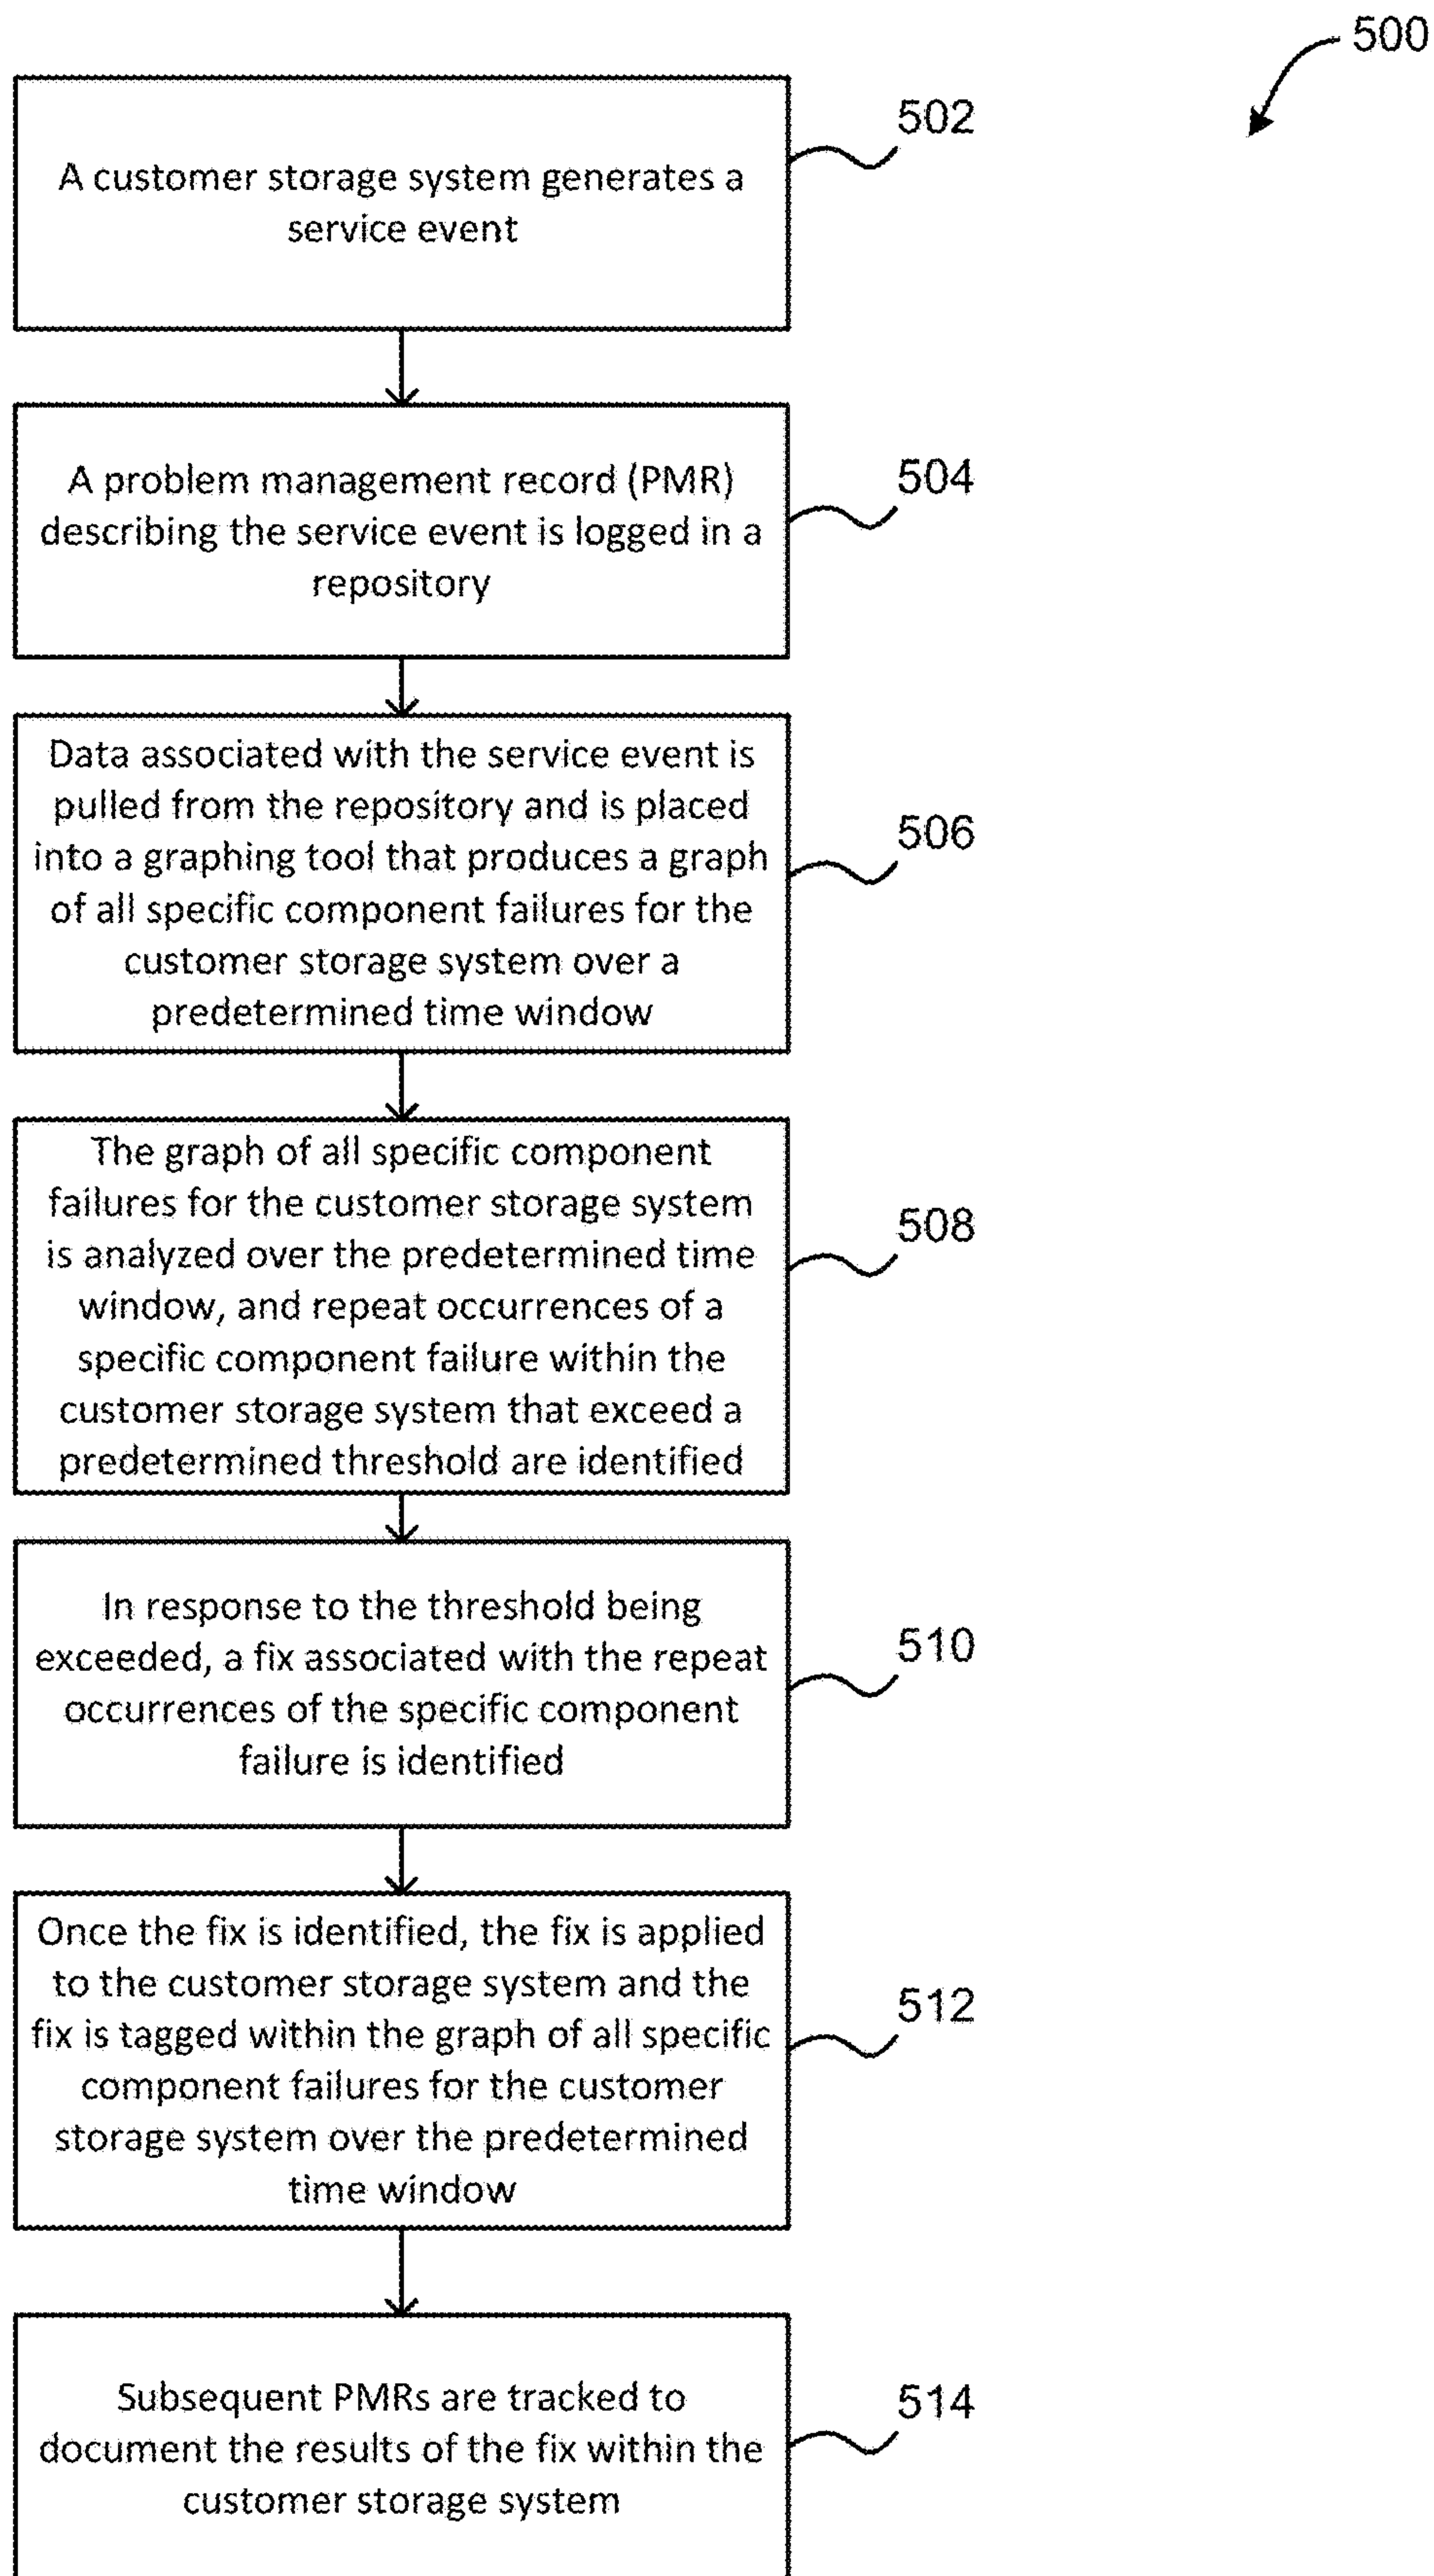 500
A customer storage system generates a
service event
502
A problem management record (PMR)
describing the service event is logged in a
repository
504
Data associated with the service event is
pulled from the repository and is placed
into a graphing tool that produces a graph
of all specific component failures for the
customer storage system over a
predetermined time window
506
The graph of all specific component
failures for the customer storage system
is analyzed over the predetermined time
window, and repeat occurrences of a
specific component failure within the
customer storage system that exceed a
predetermined threshold are identified
508
In response to the threshold being
exceeded, a fix associated with the repeat
occurrences of the specific component
failure is identified
510
Once the fix is identified, the fix is applied
to the customer storage system and the
fix is tagged within the graph of all specific
component failures for the customer
storage system over the predetermined
time window
512
Subsequent PMRs are tracked to
document the results of the fix within the
customer storage system
514